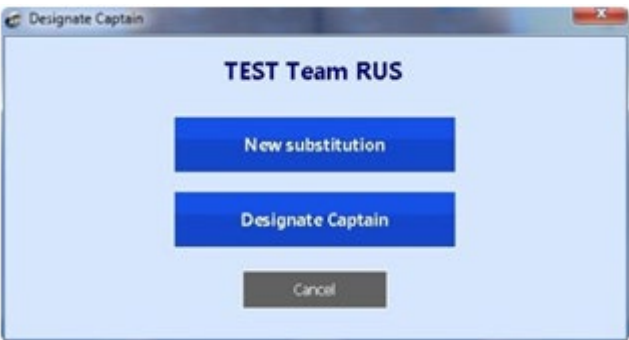 Designate Captain
TEST Team RUS
New substitution
Designate Captain
Cancel